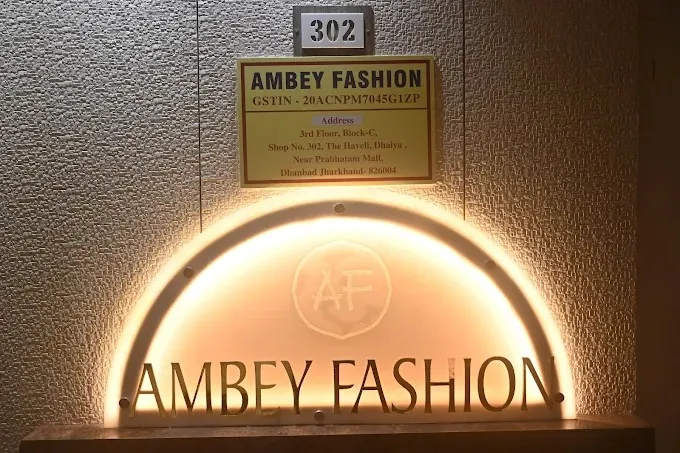 302
AMBEY FASHION
GSTIN - 20ACNPM7045G1ZP
Address
3rd Floor, Block-C,
Shop No. 302, The Haveli, Dhaiya ,
Near Prabhatam Mall,
Dhanbad Jharkhand- 826004
AF
AMBEY FASHION